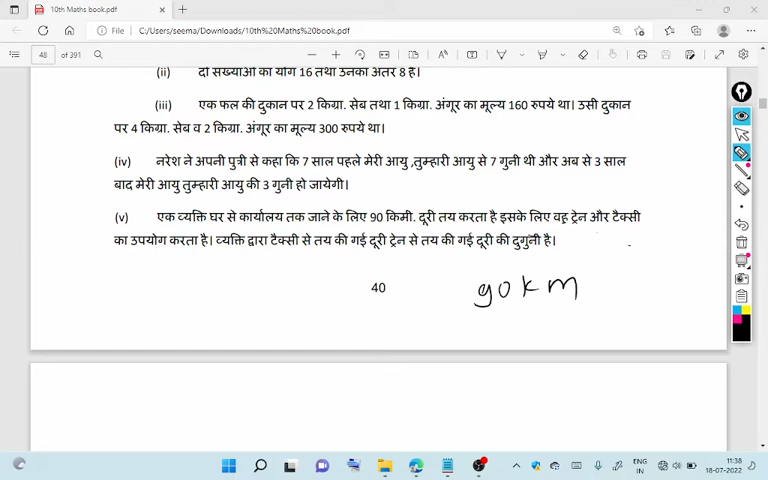 10th Maths book.pdf
File
C:/Users/seema/Downloads/10th%20Maths%20book.pdf
48 of 391
(ii) दो संख्याओं का योग 16 तथा उनका अंतर 8 है।
(iii) एक फल की दुकान पर 2 किग्रा. सेब तथा 1 किग्रा. अंगूर का मूल्य 160 रुपये था। उसी दुकान
पर 4 किग्रा. सेब व 2 किग्रा. अंगूर का मूल्य 300 रुपये था।
(iv) नरेश ने अपनी पुत्री से कहा कि 7 साल पहले मेरी आयु ,तुम्हारी आयु से 7 गुनी थी और अब से 3 साल
बाद मेरी आयु तुम्हारी आयु की 3 गुनी हो जायेगी।
(v) एक व्यक्ति घर से कार्यालय तक जाने के लिए 90 किमी. दूरी तय करता है इसके लिए वह ट्रेन और टैक्सी
का उपयोग करता है। व्यक्ति द्वारा टैक्सी से तय की गई दूरी ट्रेन से तय की गई दूरी की दुगुनी है।
40
90 K m
ENG
IN
11:38
18-07-2022